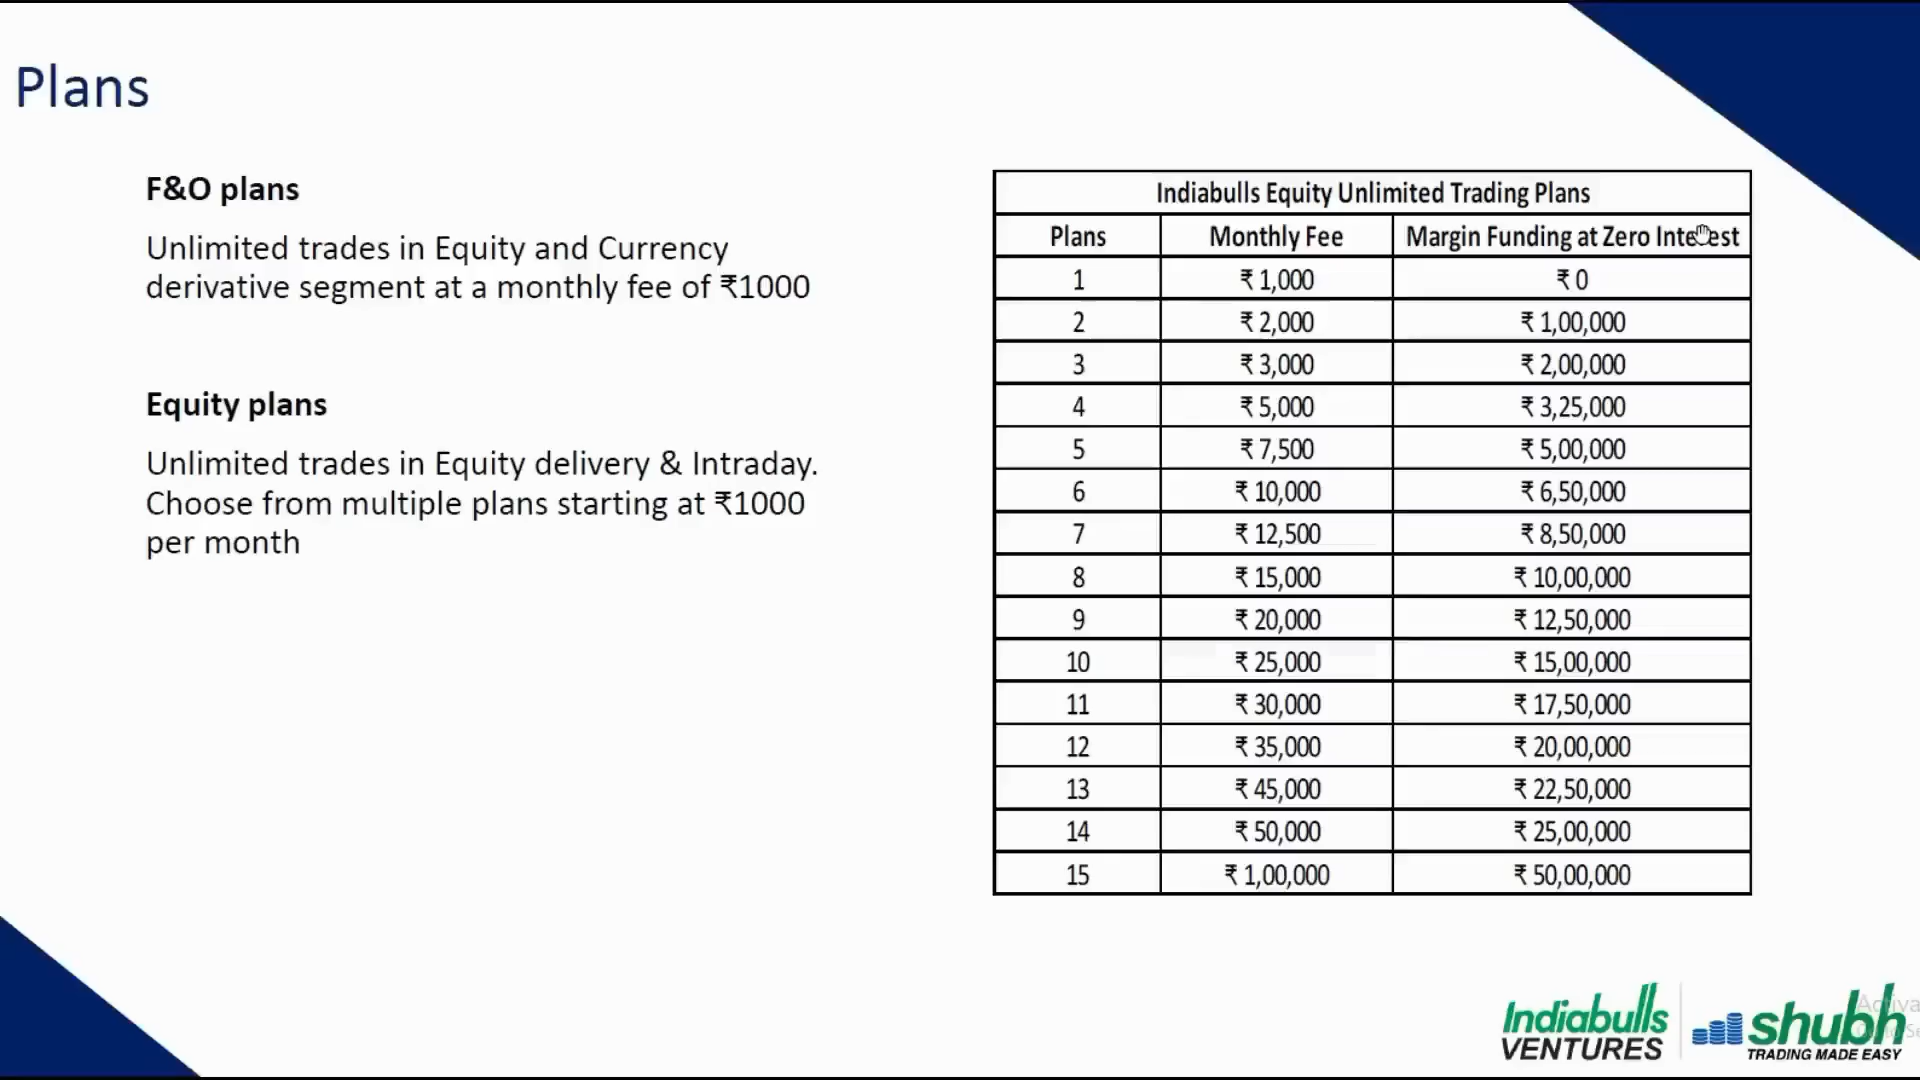 Plans
F&O plans
Unlimited trades in Equity and Currency
derivative segment at a monthly fee of ₹1000
Equity plans
Unlimited trades in Equity delivery & Intraday.
Choose from multiple plans starting at ₹1000
per month
Indiabulls Equity Unlimited Trading Plans
Plans Monthly Fee Margin Funding at Zero Interest
1 ₹ 1,000 ₹ 0
2 ₹ 2,000 ₹ 1,00,000
3 ₹ 3,000 ₹ 2,00,000
4 ₹ 5,000 ₹ 3,25,000
5 ₹ 7,500 ₹ 5,00,000
6 ₹ 10,000 ₹ 6,50,000
7 ₹ 12,500 ₹ 8,50,000
8 ₹ 15,000 ₹ 10,00,000
9 ₹ 20,000 ₹ 12,50,000
10 ₹ 25,000 ₹ 15,00,000
11 ₹ 30,000 ₹ 17,50,000
12 ₹ 35,000 ₹ 20,00,000
13 ₹ 45,000 ₹ 22,50,000
14 ₹ 50,000 ₹ 25,00,000
15 ₹ 1,00,000 ₹ 50,00,000
Indiabulls
VENTURES
shubh
TRADING MADE EASY